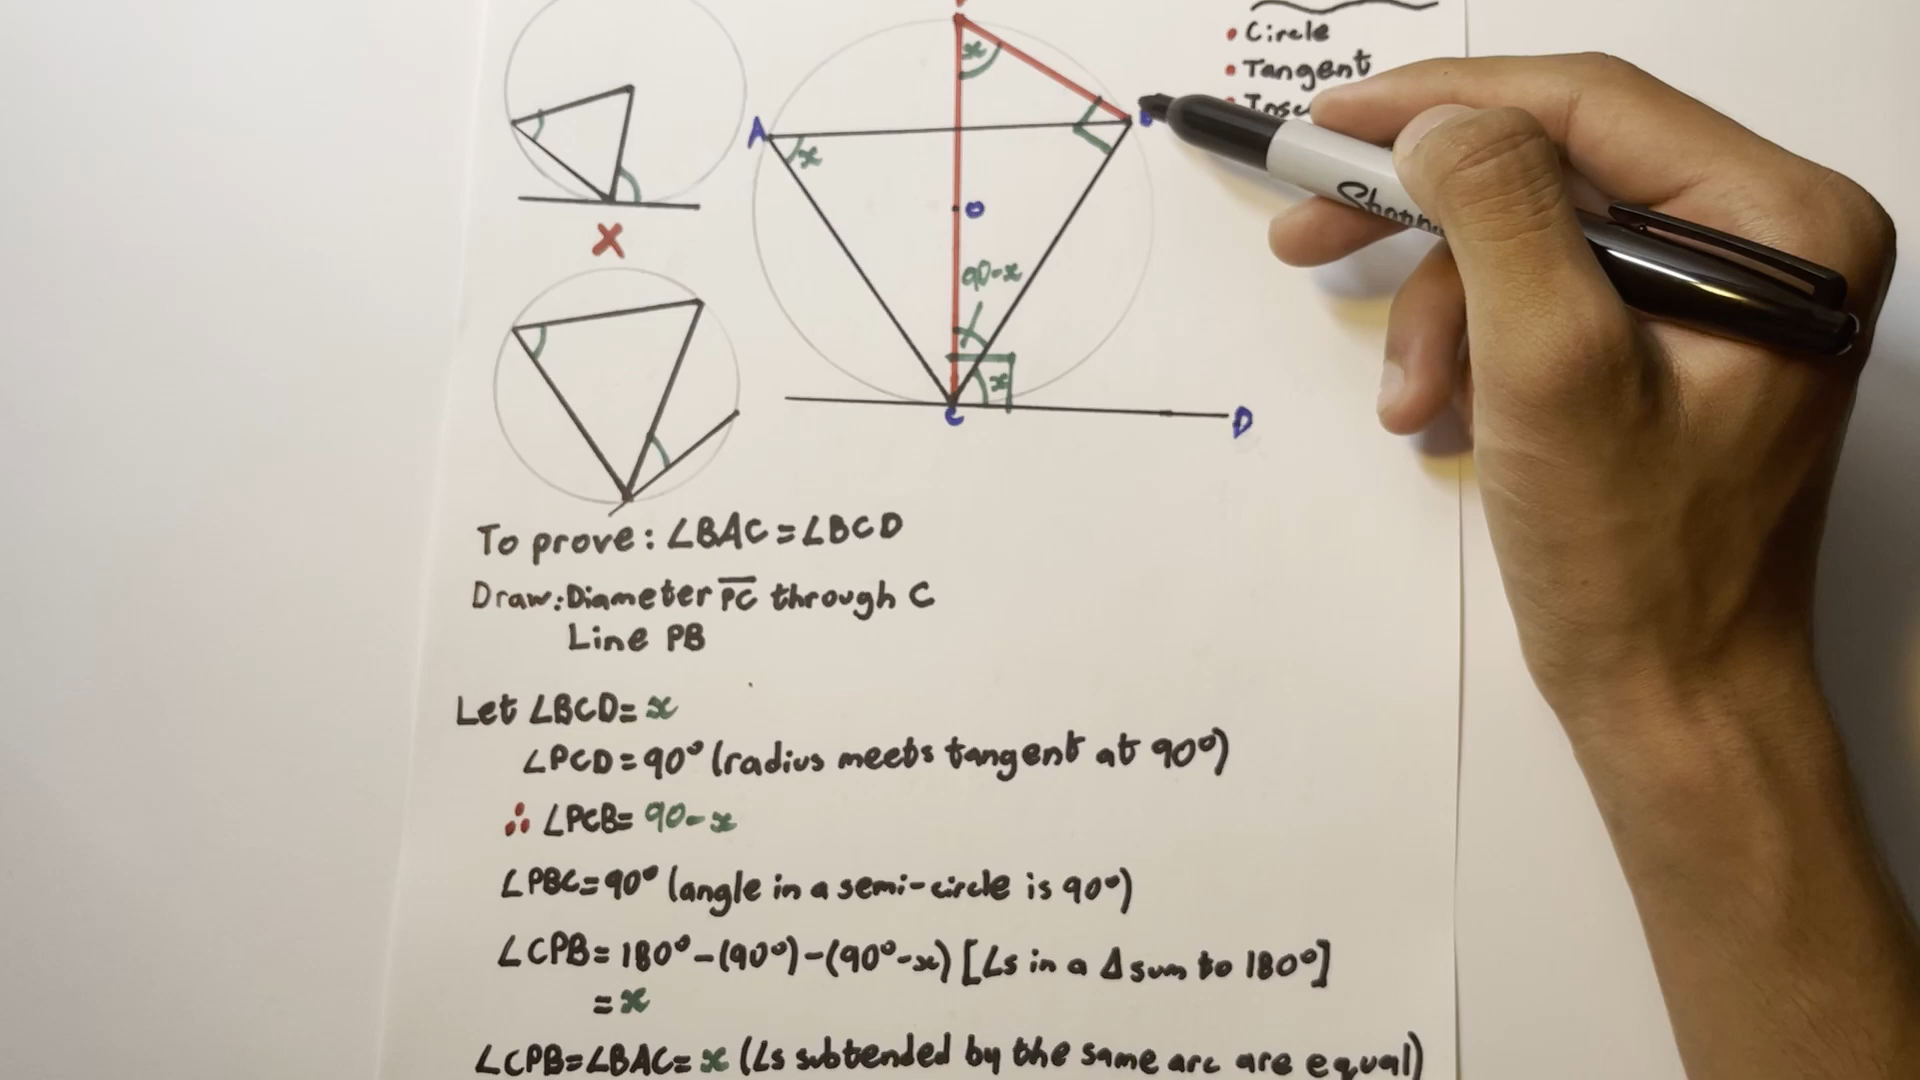 • Circle
• Tangent
x
A
x
O
90-x
x
C
D
X
To prove: ∠BAC=∠BCD
Draw: Diameter P̅C̅ through C
Line PB
Let ∠BCD= x
∠PCD=90° (radius meets tangent at 90°)
∴ ∠PCB= 90-x
∠PBC=90° (angle in a semi-circle is 90°)
∠CPB=180°-(90°)-(90°-x) [∠s in a Δ sum to 180°]
= x
∠CPB=∠BAC= x (∠s subtended by the same arc are equal)